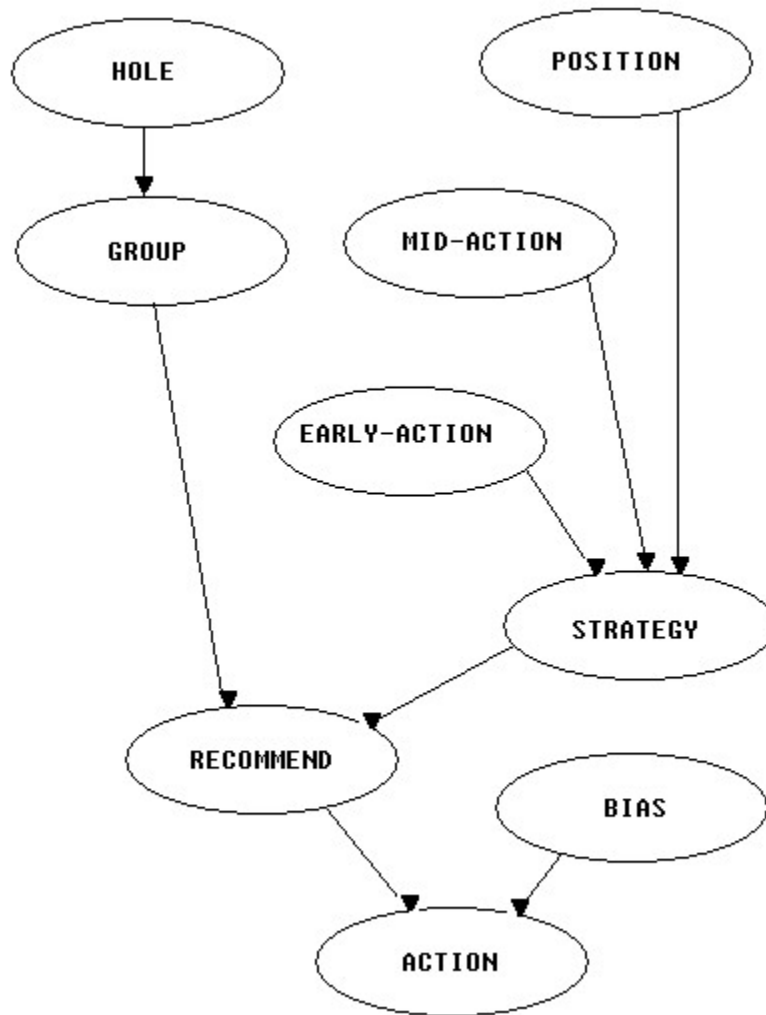 HOLE
POSITION
GROUP
MID-ACTION
EARLY-ACTION
STRATEGY
RECOMMEND
BIAS
ACTION